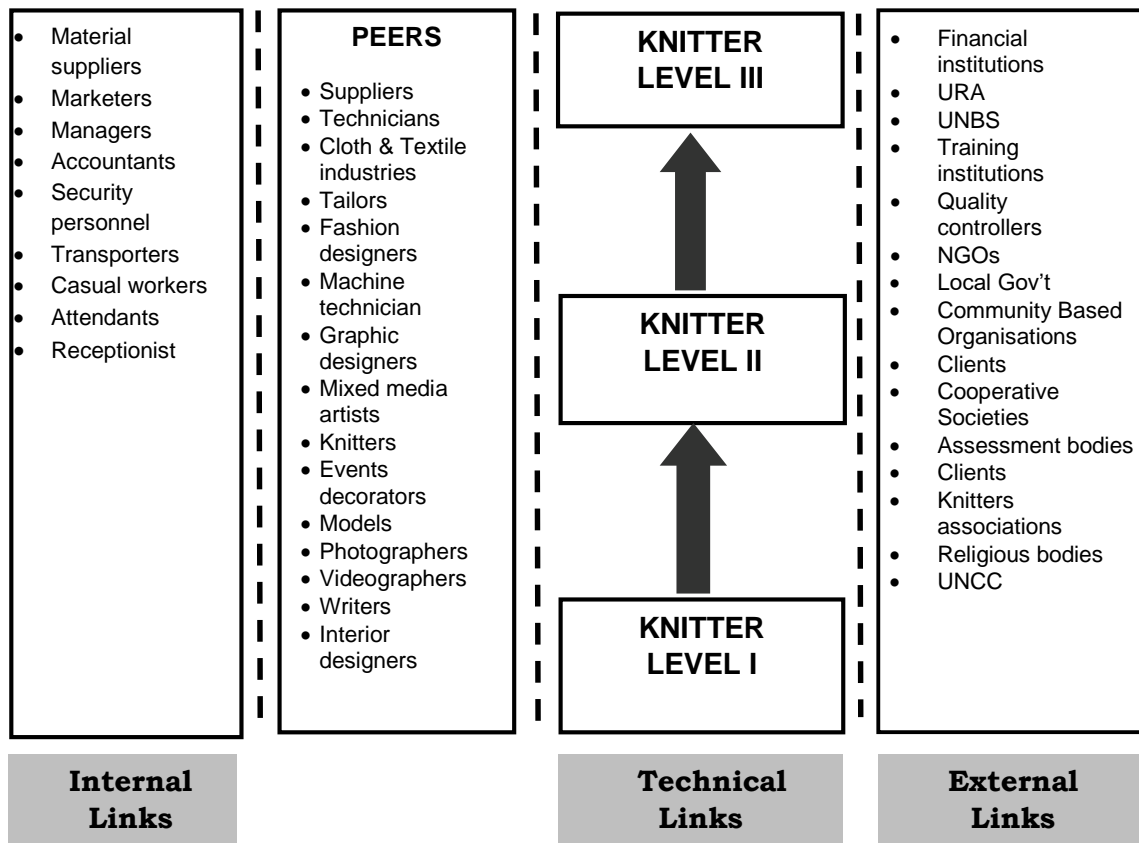 • Material
suppliers
• Marketers
• Managers
• Accountants
• Security
personnel
• Transporters
• Casual workers
• Attendants
• Receptionist
PEERS
• Suppliers
• Technicians
• Cloth & Textile
industries
• Tailors
• Fashion
designers
• Machine
technician
• Graphic
designers
• Mixed media
artists
• Knitters
• Events
decorators
• Models
• Photographers
• Videographers
• Writers
• Interior
designers
KNITTER
LEVEL III
KNITTER
LEVEL II
KNITTER
LEVEL I
• Financial
institutions
• URA
• UNBS
• Training
institutions
• Quality
controllers
• NGOs
• Local Gov’t
• Community Based
Organisations
• Clients
• Cooperative
Societies
• Assessment bodies
• Clients
• Knitters
associations
• Religious bodies
• UNCC
Internal
Links
Technical
Links
External
Links